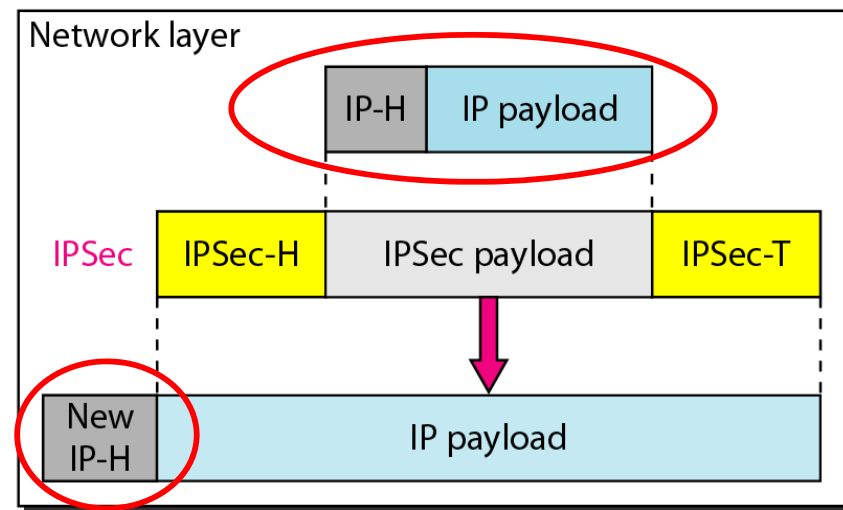 Network layer
IP-H
IP payload
IPSec
IPSec-H
IPSec payload
IPSec-T
New
IP-H
IP payload